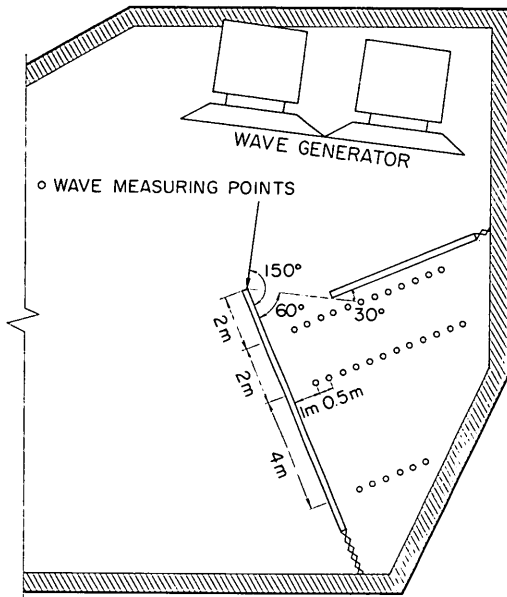 WAVE GENERATOR
o WAVE MEASURING POINTS
150°
60°
30°
2m
2m
1m 0.5m
4m